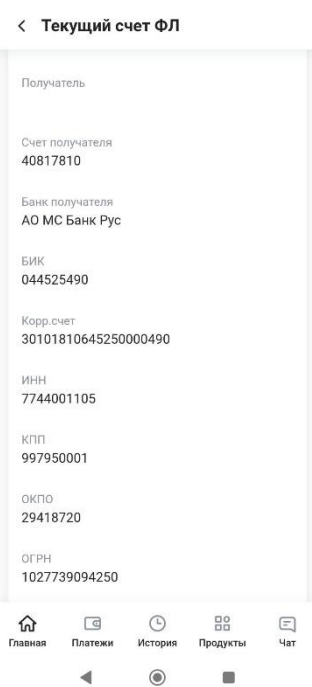 Текущий счет ФЛ
Получатель
Счет получателя
40817810
Банк получателя
АО МС Банк Рус
БИК
044525490
Корр.счет
30101810645250000490
ИНН
7744001105
КПП
997950001
ОКПО
29418720
ОГРН
1027739094250
Главная Платежи История Продукты Чат